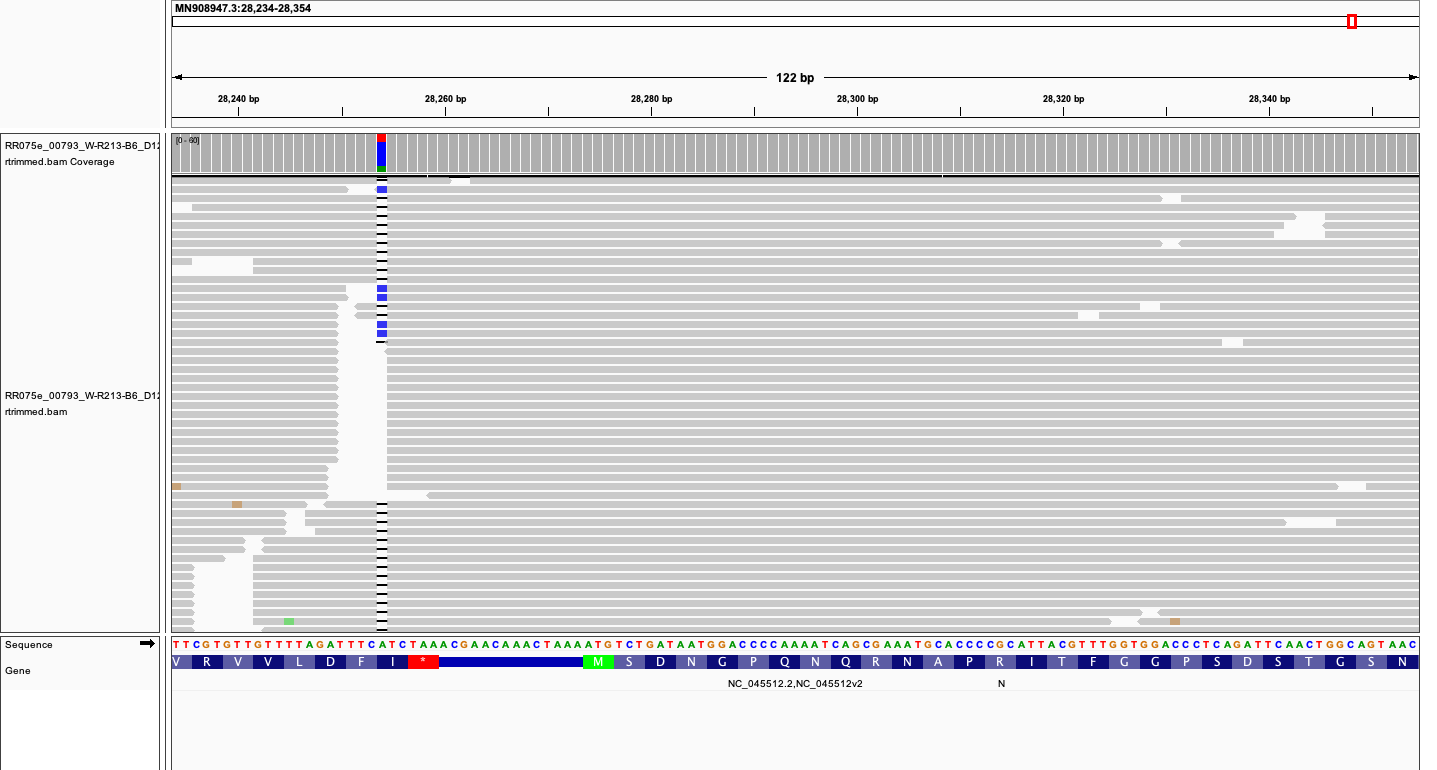 MN908947.3:28,234-28,354
122 bp
28,240 bp 28,260 bp 28,280 bp 28,300 bp 28,320 bp 28,340 bp
RR075e_00793_W-R213-B6_D12
rtrimmed.bam Coverage
[0 - 60]
RR075e_00793_W-R213-B6_D12
rtrimmed.bam
Sequence
TTCGTGTTGTTTTAGATTTCATCTAAACGAACAAACTAAAATGTCTGATAATGGACCCCAAAATCAGCGAAATGCACCCCGCATTACGTTTGGTGGACCCTCAGATTCAACTGGCAGTAAC
Gene
V R V V L D F I * M S D N G P Q N Q R N A P R I T F G G P S D S T G S N
NC_045512.2,NC_045512v2 N